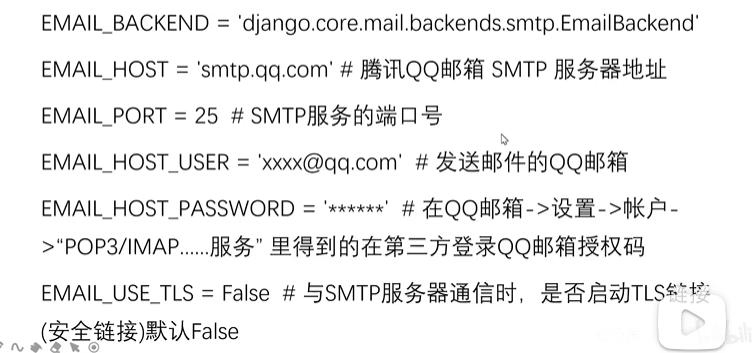 EMAIL_BACKEND = 'django.core.mail.backends.smtp.EmailBackend'
EMAIL_HOST = 'smtp.qq.com' # 腾讯QQ邮箱 SMTP 服务器地址
EMAIL_PORT = 25  # SMTP服务的端口号
EMAIL_HOST_USER = 'xxxx@qq.com'  # 发送邮件的QQ邮箱
EMAIL_HOST_PASSWORD = '******'  # 在QQ邮箱->设置->帐户-
>“POP3/IMAP......服务” 里得到的在第三方登录QQ邮箱授权码
EMAIL_USE_TLS = False  # 与SMTP服务器通信时，是否启动TLS链接
(安全链接)默认False